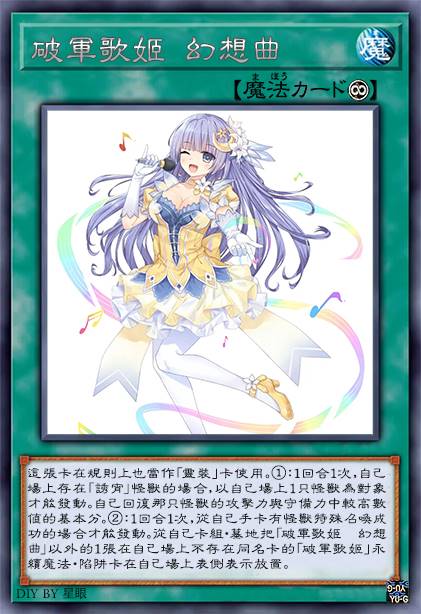 破軍歌姬 幻想曲
魔
【魔法カード】
ま ほう
這張卡在規則上也當作「靈裝」卡使用。①：1回合1次，自己
場上存在「誘宵」怪獸的場合，以自己場上1只怪獸為對象
才能發動。自己回復那只怪獸的攻擊力與守備力中較高數
值的基本分。②：1回合1次，從自己手卡有怪獸特殊召喚成
功的場合才能發動。從自己卡組·墓地把「破軍歌姬　幻想
曲」以外的1張在自己場上不存在同名卡的「破軍歌姬」永
續魔法·陷阱卡在自己場上表側表示放置。
DIY BY 星眼
YU-G